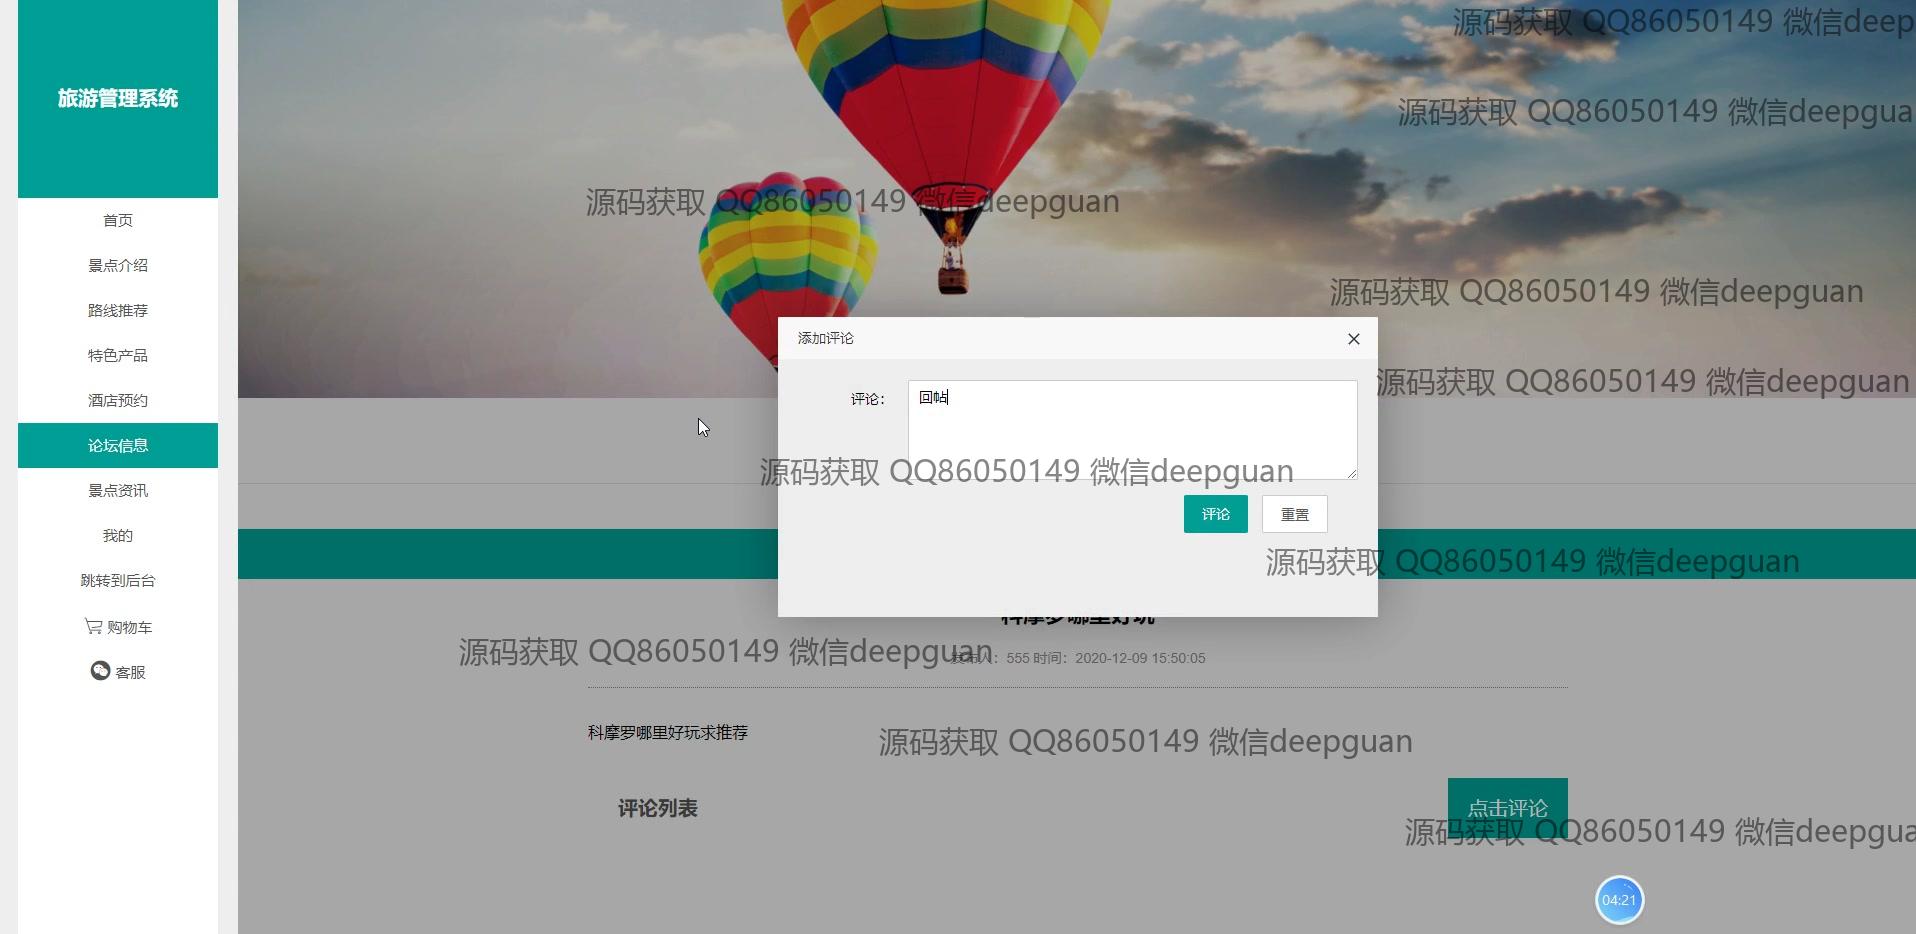 旅游管理系统
首页
景点介绍
路线推荐
特色产品
酒店预约
论坛信息
景点资讯
我的
跳转到后台
购物车
客服
源码获取 QQ86050149 微信deep
源码获取 QQ86050149 微信deepgua
源码获取 QQ86050149 微信deepguan
源码获取 QQ86050149 微信deepguan
源码获取 QQ86050149 微信deepguan
添加评论
评论：
回帖
源码获取 QQ86050149 微信deepguan
评论
重置
源码获取 QQ86050149 微信deepguan
科摩罗哪里好玩
源码获取 QQ86050149 微信deepguan
发布人：555 时间：2020-12-09 15:50:05
科摩罗哪里好玩求推荐
源码获取 QQ86050149 微信deepguan
评论列表
点击评论
源码获取 QQ86050149 微信deepgua
04:21